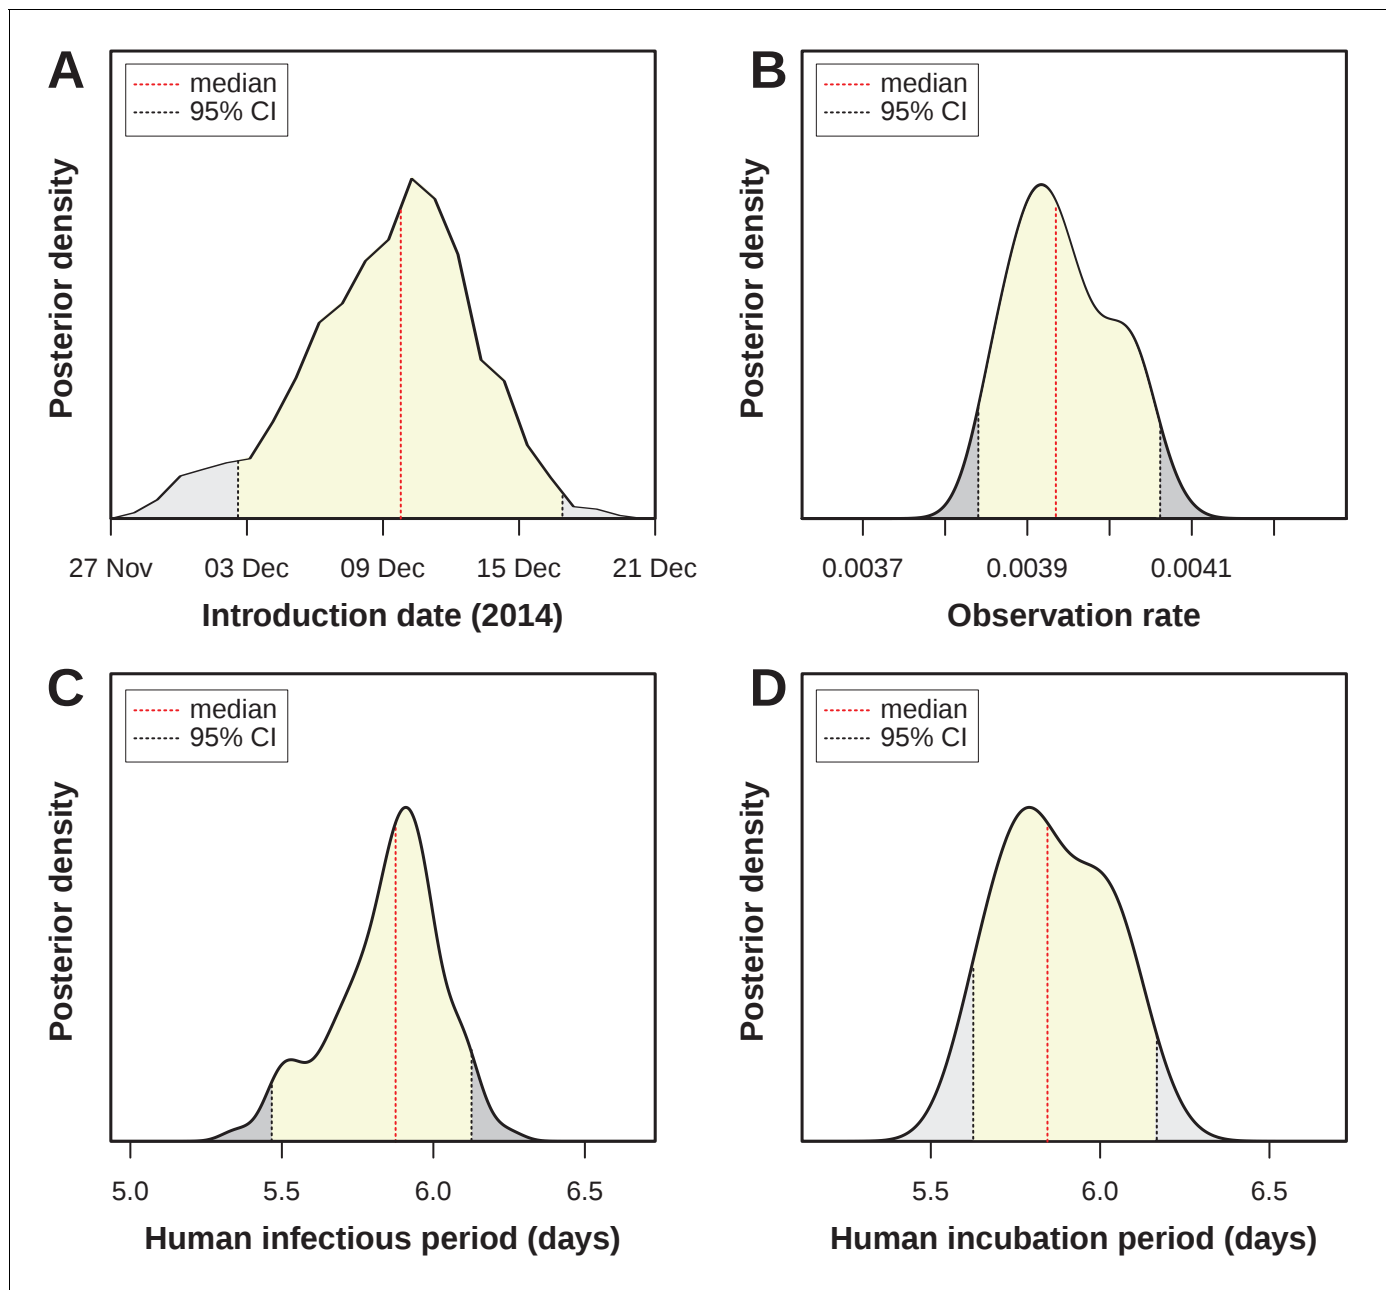 A
median
95% CI
Posterior density
27 Nov 03 Dec 09 Dec 15 Dec 21 Dec
Introduction date (2014)
B
median
95% CI
Posterior density
0.0037 0.0039 0.0041
Observation rate
C
median
95% CI
Posterior density
5.0 5.5 6.0 6.5
Human infectious period (days)
D
median
95% CI
Posterior density
5.5 6.0 6.5
Human incubation period (days)